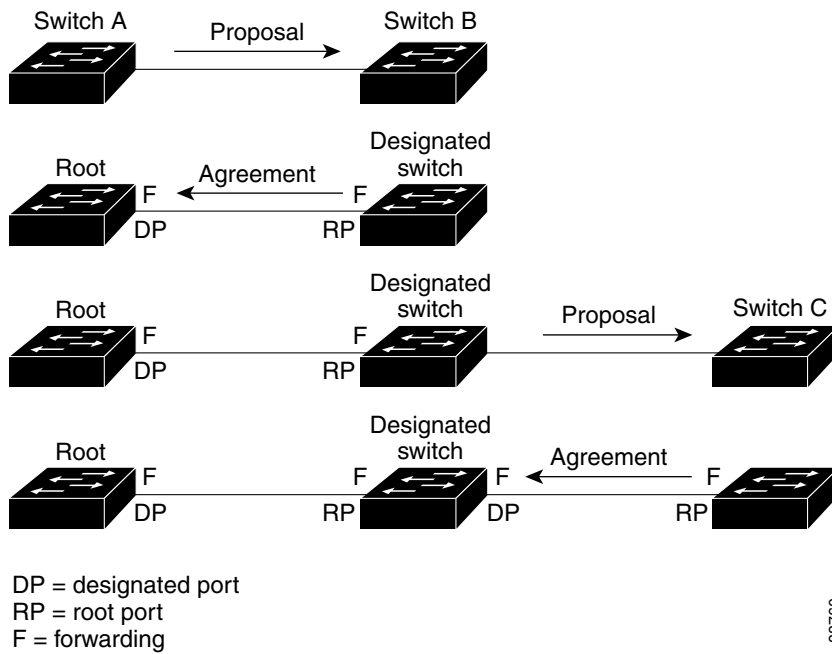 Switch A
Proposal
Switch B
Root
F
Agreement
F
Designated
switch
DP
RP
Root
F
F
Designated
switch
Proposal
Switch C
DP
RP
Root
F
F
Designated
switch
F
Agreement
F
DP
RP
DP
RP
DP = designated port
RP = root port
F = forwarding